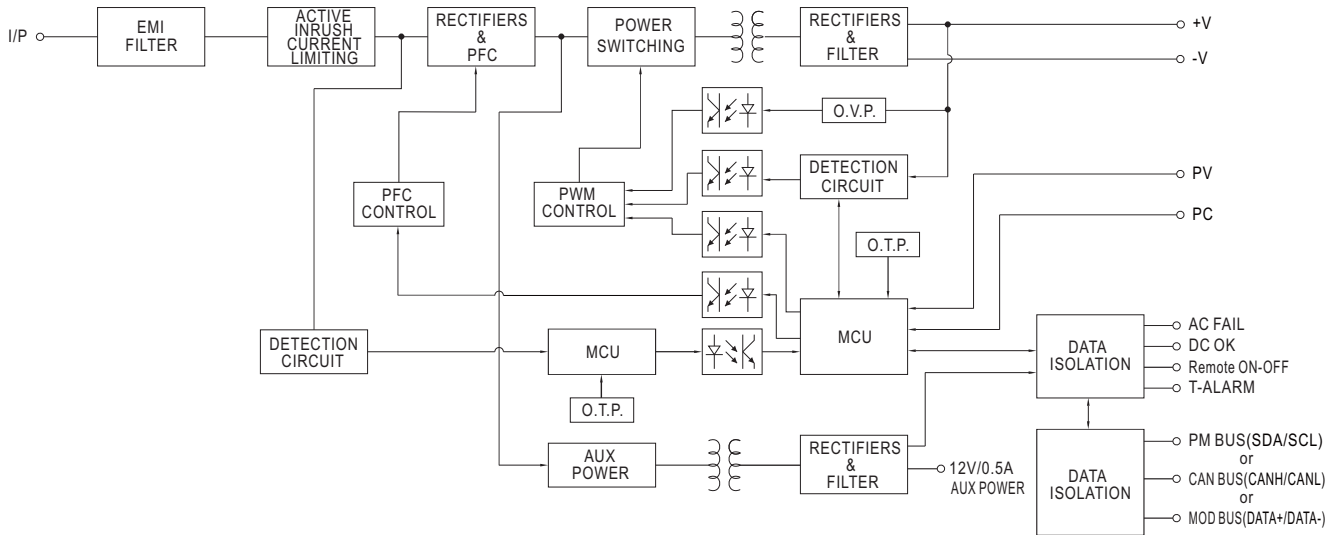 I/P
EMI
FILTER
ACTIVE
INRUSH
CURRENT
LIMITING
RECTIFIERS
&
PFC
POWER
SWITCHING
RECTIFIERS
&
FILTER
+V
-V
O.V.P.
DETECTION
CIRCUIT
PFC
CONTROL
PWM
CONTROL
PV
PC
O.T.P.
DETECTION
CIRCUIT
MCU
MCU
O.T.P.
DATA
ISOLATION
AC FAIL
DC OK
Remote ON-OFF
T-ALARM
AUX
POWER
RECTIFIERS
&
FILTER
12V/0.5A
AUX POWER
DATA
ISOLATION
PM BUS(SDA/SCL)
or
CAN BUS(CANH/CANL)
or
MOD BUS(DATA+/DATA-)